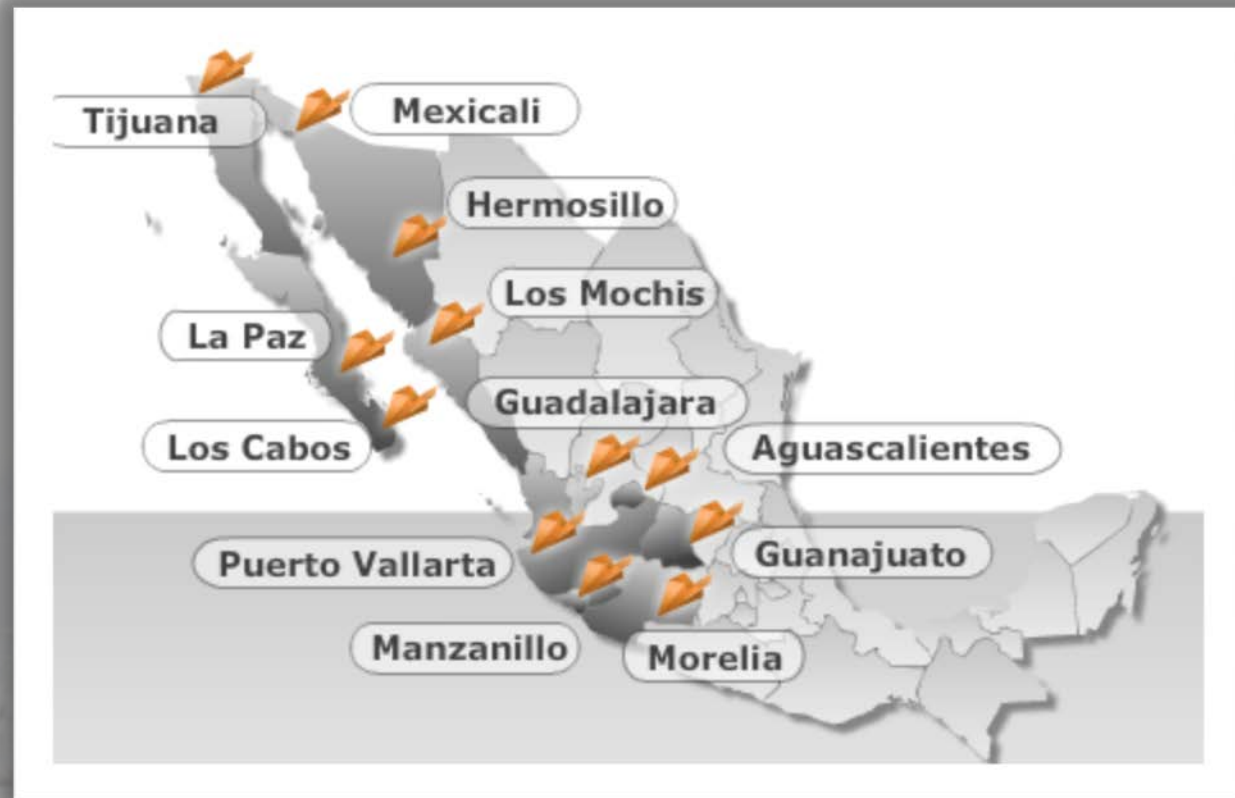 Tijuana
Mexicali
Hermosillo
Los Mochis
La Paz
Guadalajara
Los Cabos
Aguascalientes
Puerto Vallarta
Guanajuato
Manzanillo
Morelia